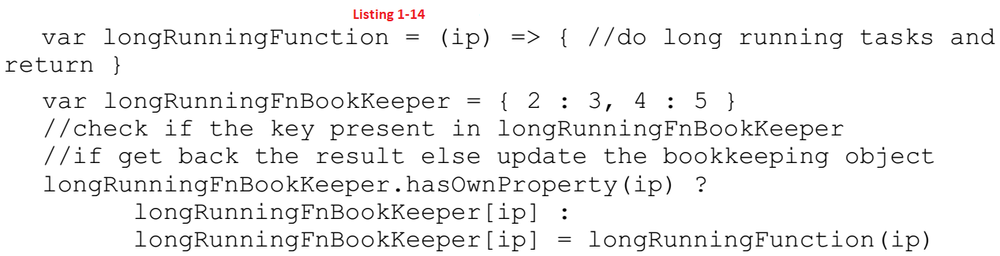 Listing 1-14
var longRunningFunction = (ip) => { //do long running tasks and
return }
var longRunningFnBookKeeper = { 2 : 3, 4 : 5 }
//check if the key present in longRunningFnBookKeeper
//if get back the result else update the bookkeeping object
longRunningFnBookKeeper.hasOwnProperty(ip) ?
longRunningFnBookKeeper[ip] :
longRunningFnBookKeeper[ip] = longRunningFunction(ip)